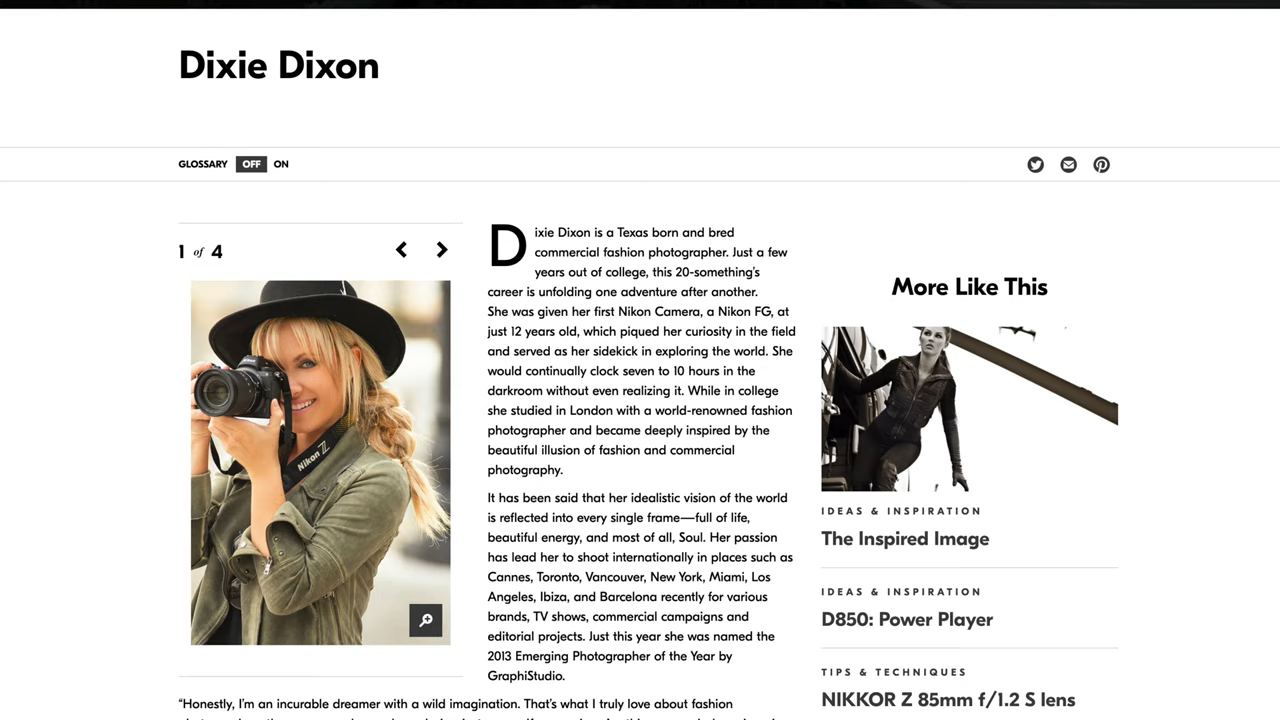 Dixie Dixon
GLOSSARY OFF ON
1 of 4
Nikon Z
Dixie Dixon is a Texas born and bred
commercial fashion photographer. Just a few
years out of college, this 20-something's
career is unfolding one adventure after another.
She was given her first Nikon Camera, a Nikon FG, at
just 12 years old, which piqued her curiosity in the field
and served as her sidekick in exploring the world. She
would continually clock seven to 10 hours in the
darkroom without even realizing it. While in college
she studied in London with a world-renowned fashion
photographer and became deeply inspired by the
beautiful illusion of fashion and commercial
photography.
It has been said that her idealistic vision of the world
is reflected into every single frame—full of life,
beautiful energy, and most of all, Soul. Her passion
has lead her to shoot internationally in places such as
Cannes, Toronto, Vancouver, New York, Miami, Los
Angeles, Ibiza, and Barcelona recently for various
brands, TV shows, commercial campaigns and
editorial projects. Just this year she was named the
2013 Emerging Photographer of the Year by
GraphiStudio.
“Honestly, I'm an incurable dreamer with a wild imagination. That's what I truly love about fashion
More Like This
IDEAS & INSPIRATION
The Inspired Image
IDEAS & INSPIRATION
D850: Power Player
TIPS & TECHNIQUES
NIKKOR Z 85mm f/1.2 S lens